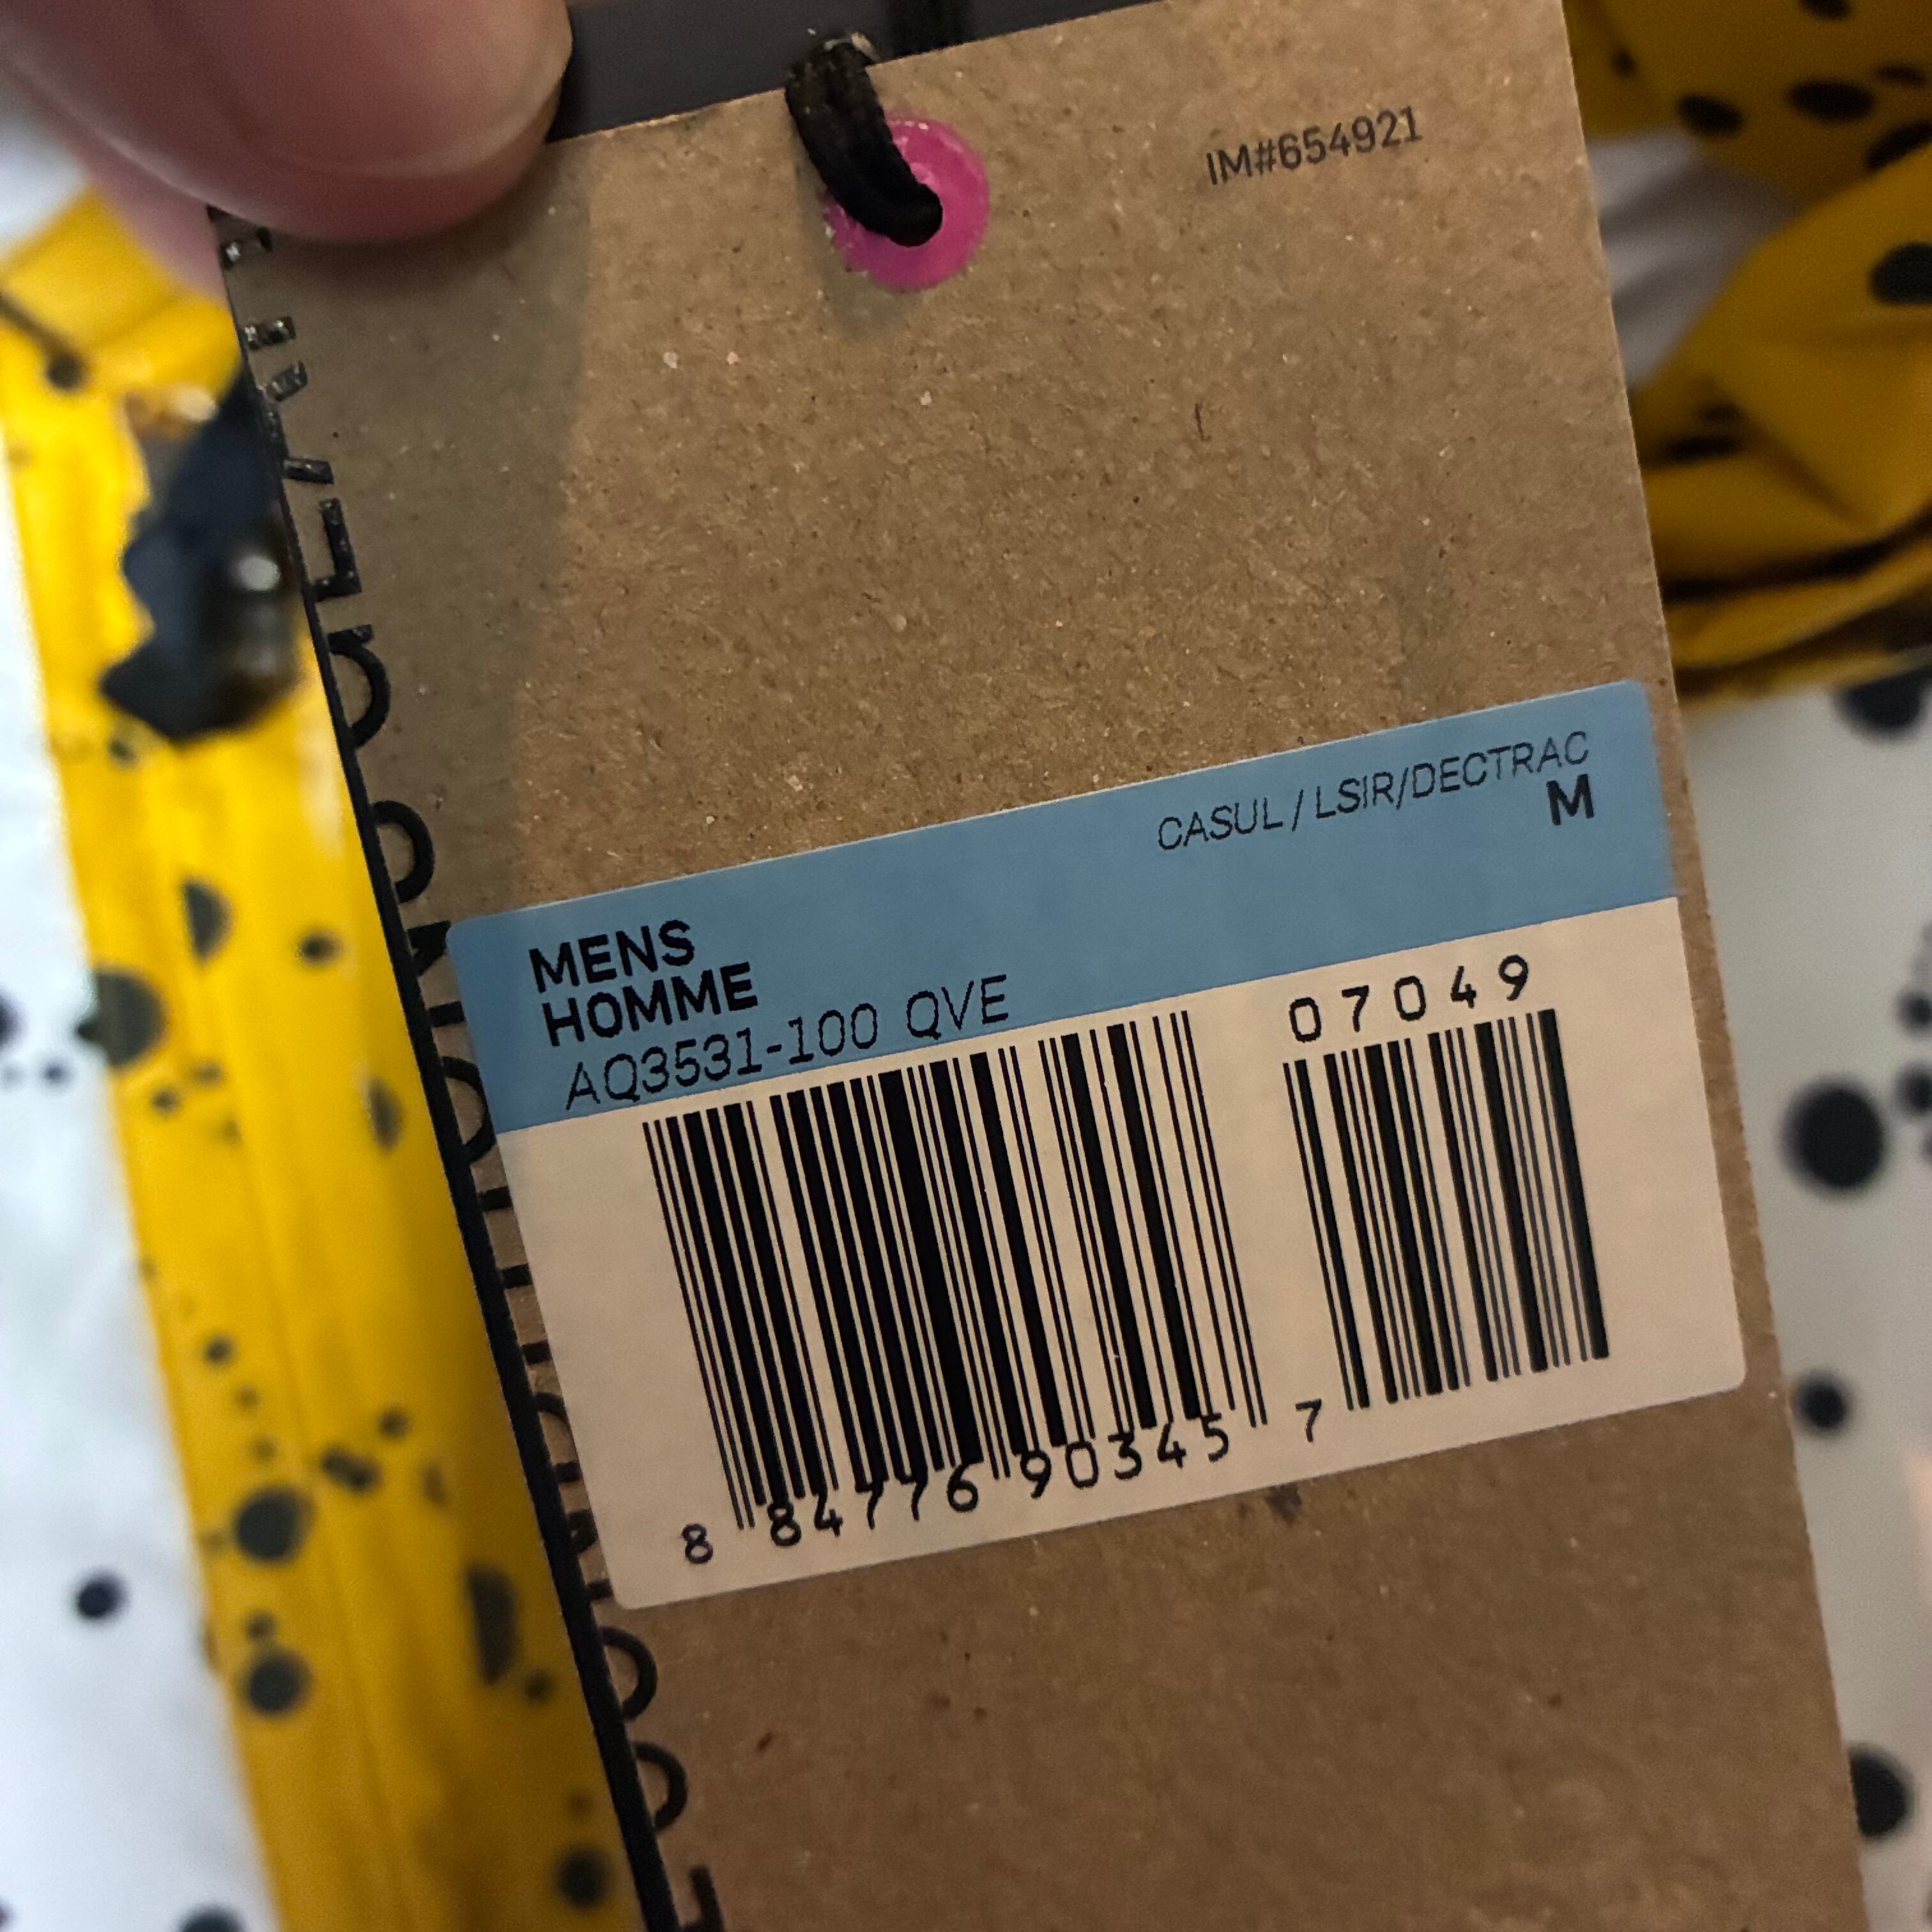 IM#654921
CASUL / LSIR/DECTRAC
M
MENS
HOMME
AQ3531-100 QVE
07049
8 84776 90345 7